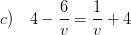 c) 4 − 6/v = 1/v + 4